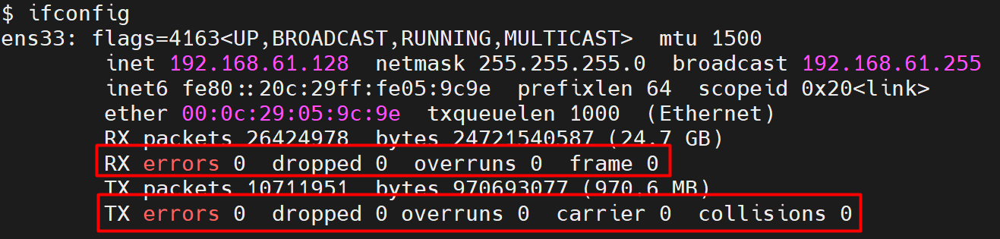 $ ifconfig
ens33: flags=4163<UP,BROADCAST,RUNNING,MULTICAST>  mtu 1500
        inet 192.168.61.128  netmask 255.255.255.0  broadcast 192.168.61.255
        inet6 fe80::20c:29ff:fe05:9c9e  prefixlen 64  scopeid 0x20<link>
        ether 00:0c:29:05:9c:9e  txqueuelen 1000  (Ethernet)
        RX packets 26424978  bytes 24721540587 (24.7 GB)
        RX errors 0  dropped 0  overruns 0  frame 0
        TX packets 10711951  bytes 970693077 (970.6 MB)
        TX errors 0  dropped 0 overruns 0  carrier 0  collisions 0